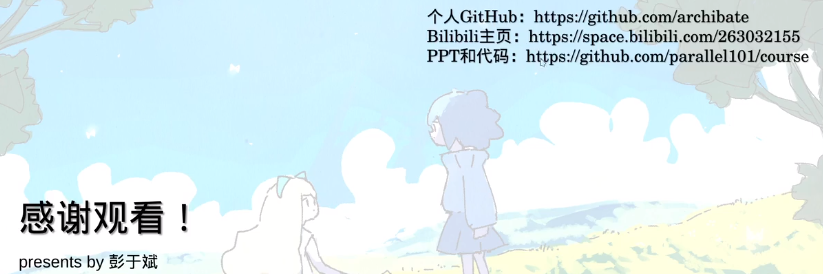 个人GitHub：https://github.com/archibate
Bilibili主页：https://space.bilibili.com/263032155
PPT和代码：https://github.com/parallel101/course
感谢观看！
presents by 彭于斌